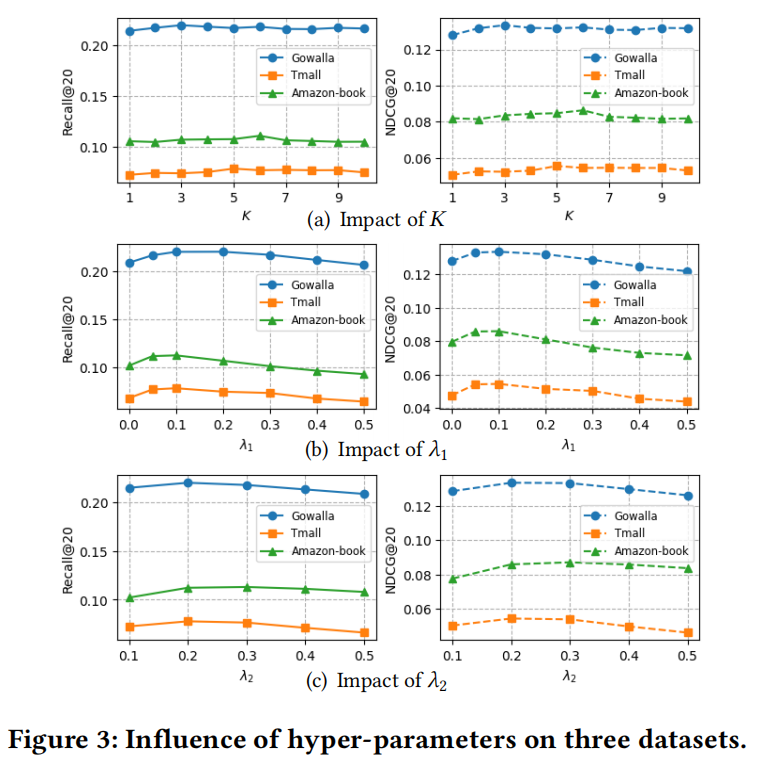 0.20
0.15
0.10
Recall@20
Gowalla
Tmall
Amazon-book
1 3 5 7 9
K
0.12
0.10
0.08
0.06
NDCG@20
Gowalla
Tmall
Amazon-book
1 3 5 7 9
K
(a) Impact of K
0.20
0.15
0.10
Recall@20
Gowalla
Tmall
Amazon-book
0.0 0.1 0.2 0.3 0.4 0.5
λ1
0.12
0.10
0.08
0.06
0.04
NDCG@20
Gowalla
Tmall
Amazon-book
0.0 0.1 0.2 0.3 0.4 0.5
λ1
(b) Impact of λ1
0.20
0.15
0.10
Recall@20
Gowalla
Tmall
Amazon-book
0.1 0.2 0.3 0.4 0.5
λ2
0.12
0.10
0.08
0.06
NDCG@20
Gowalla
Tmall
Amazon-book
0.1 0.2 0.3 0.4 0.5
λ2
(c) Impact of λ2
Figure 3: Influence of hyper-parameters on three datasets.